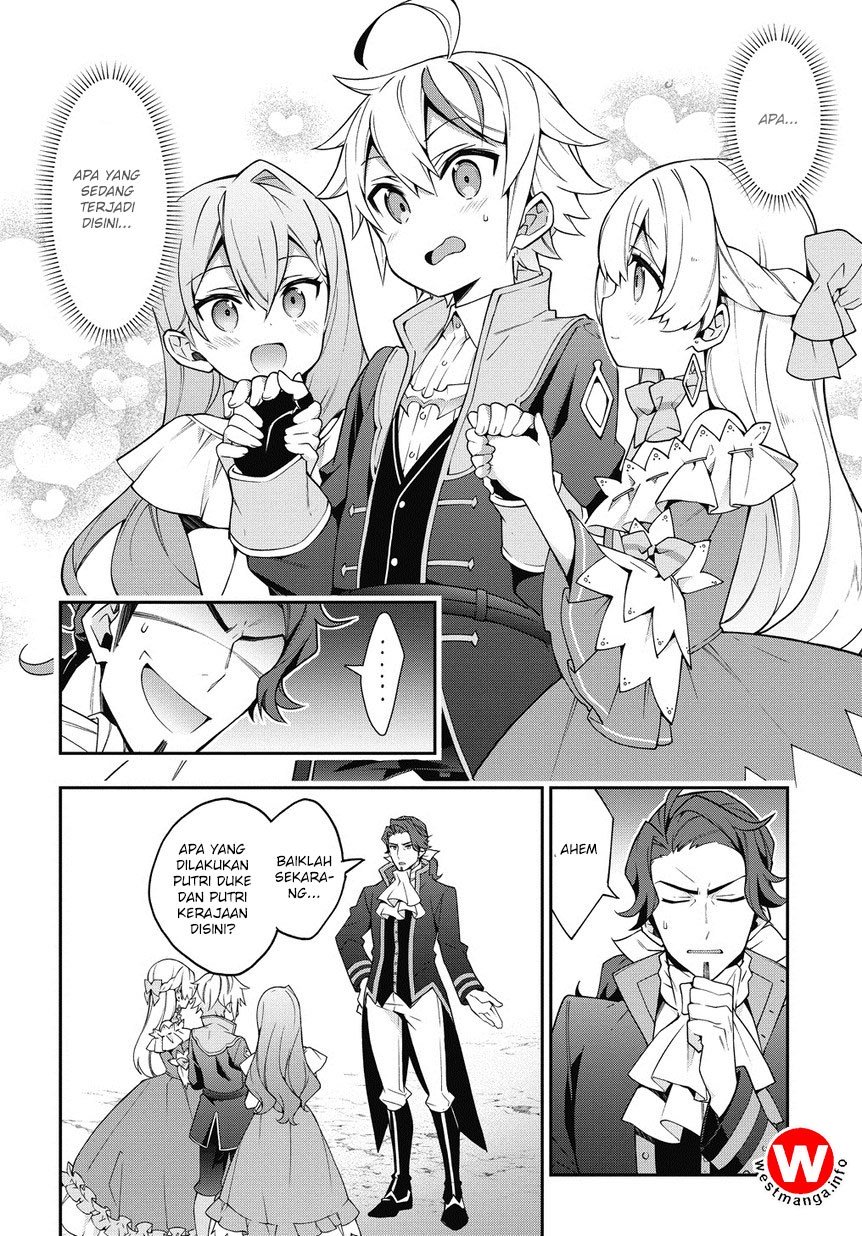 APA...
APA YANG
SEDANG
TERJADI
DISINI...
......
AHEM
BAIKLAH
SEKARA-
NG...
APA YANG
DILAKUKAN
PUTRI DUKE
DAN PUTRI
KERAJAAN
DISINI?
W
westmanga.info